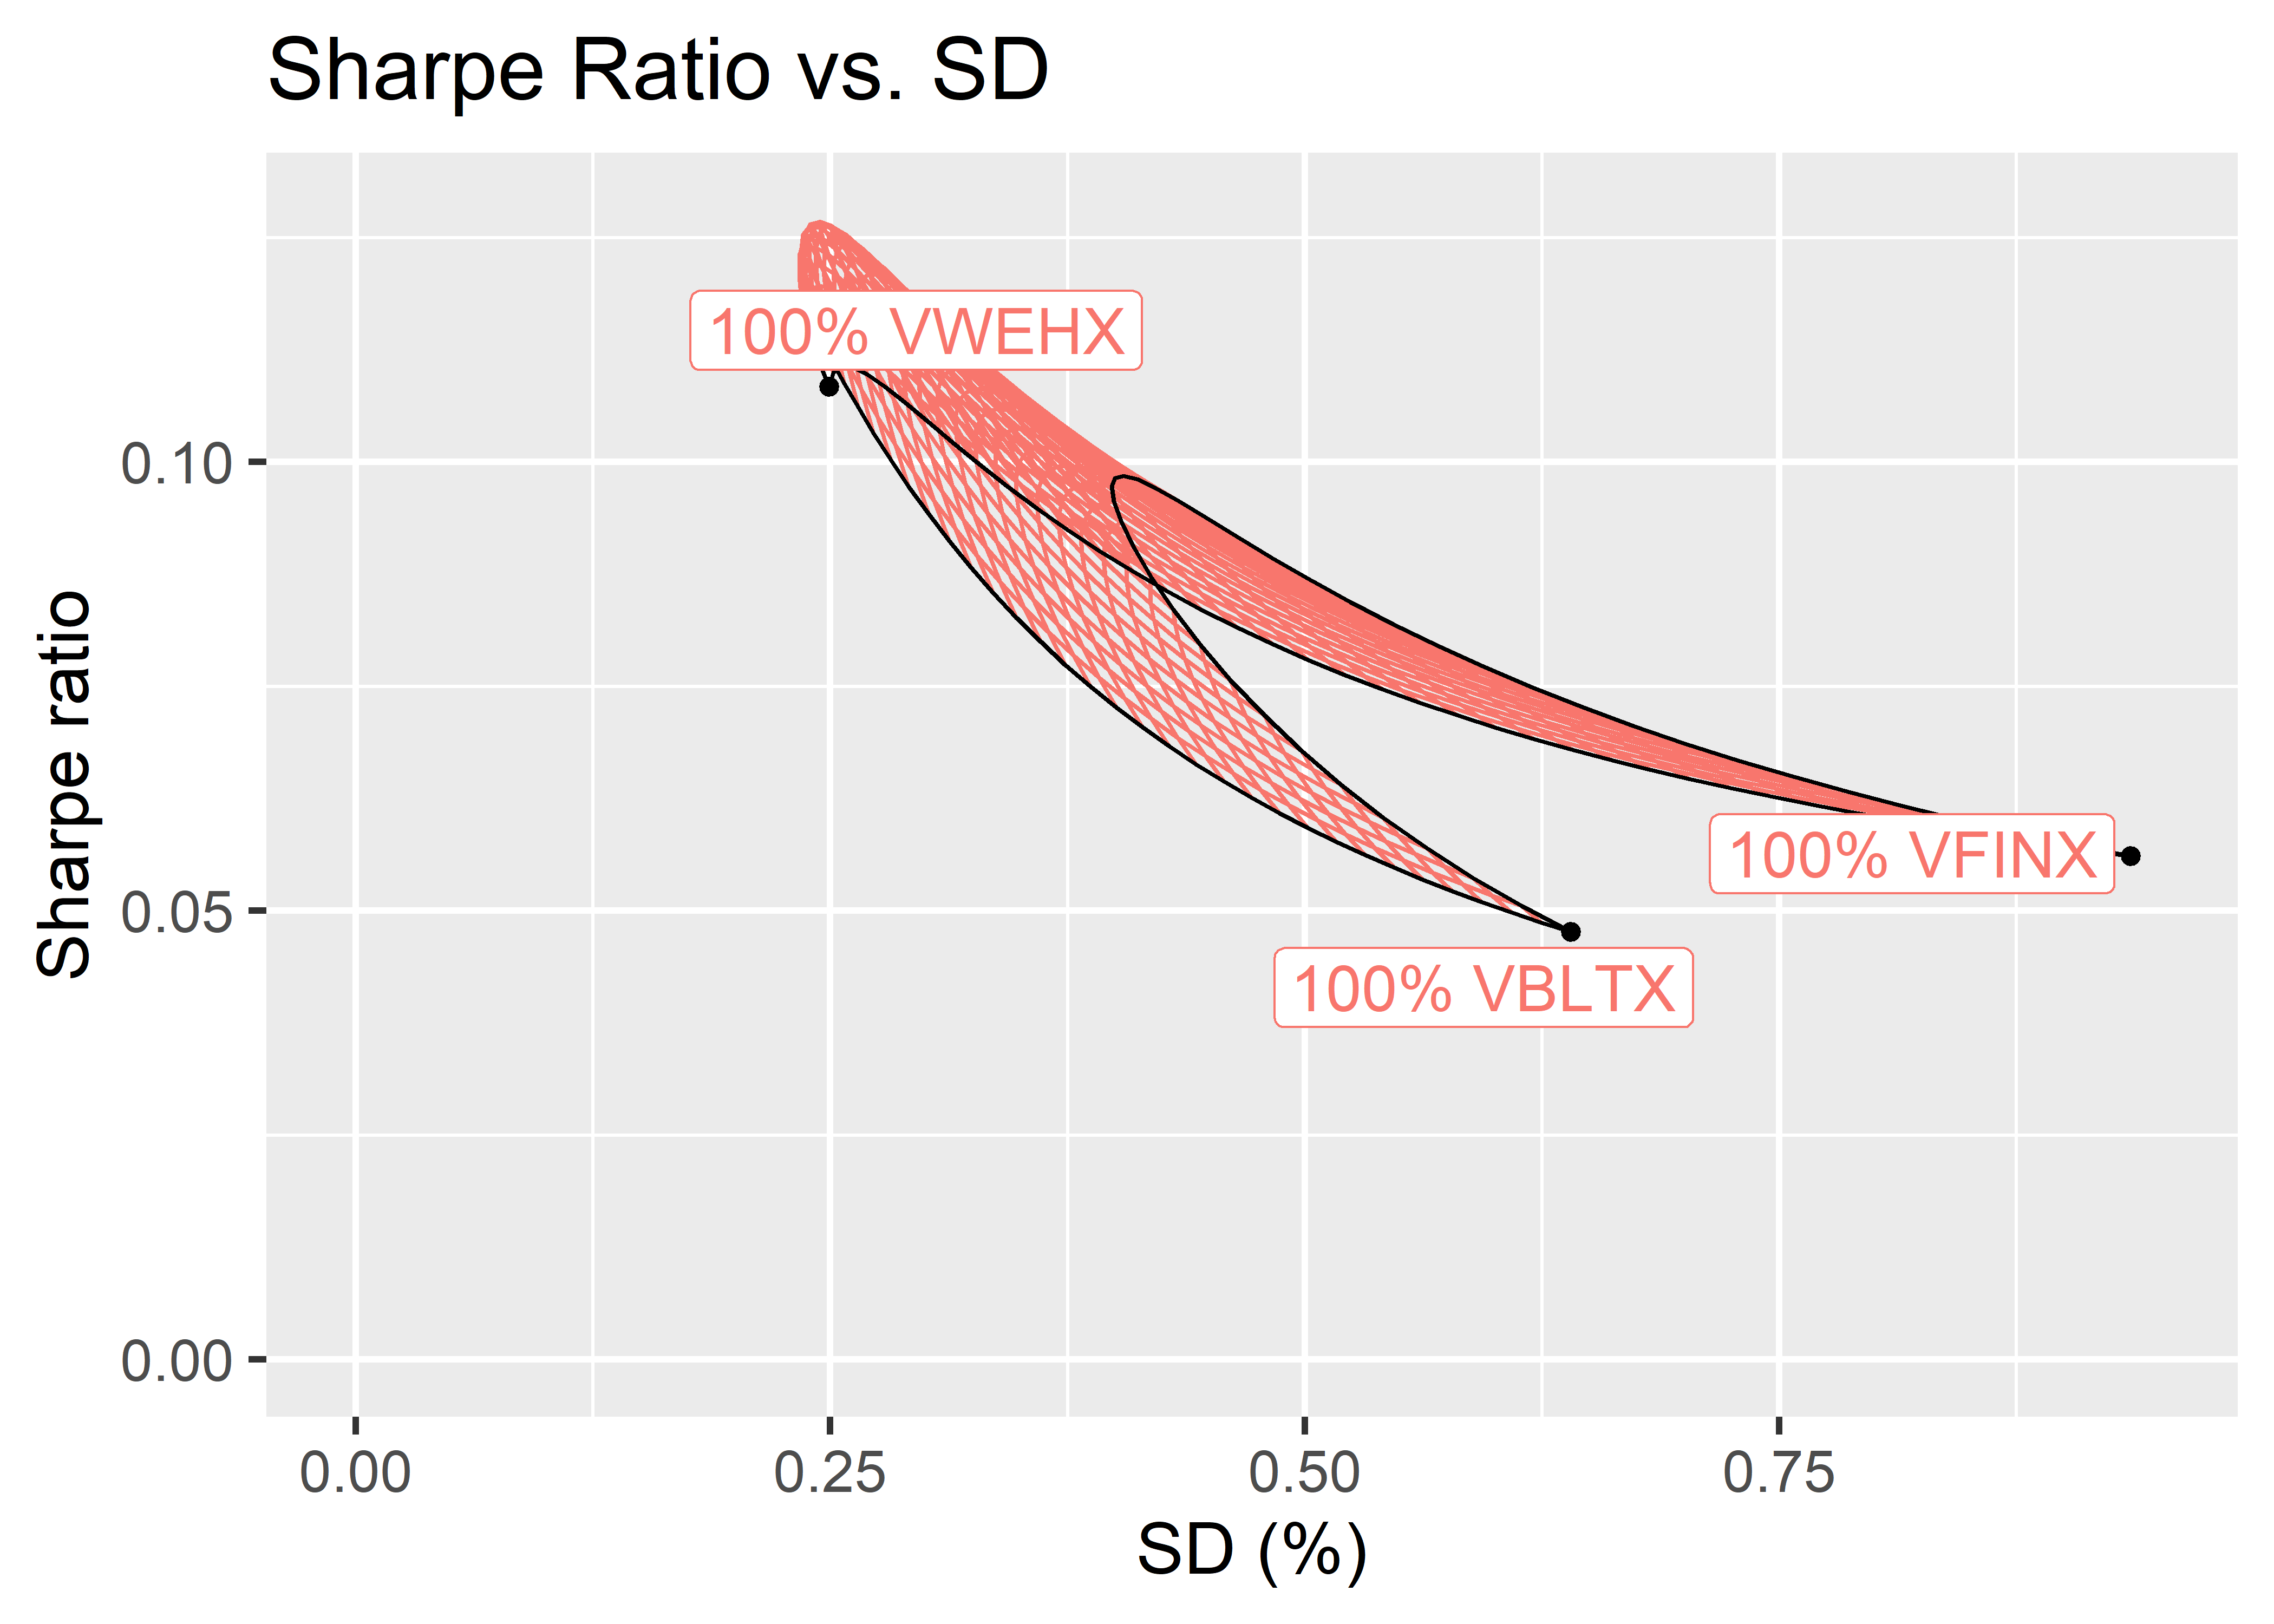 Sharpe Ratio vs. SD
100% VWEHX
0.10
Sharpe ratio
100% VFINX
0.05
100% VBLTX
0.00
0.00 0.25 0.50 0.75
SD (%)